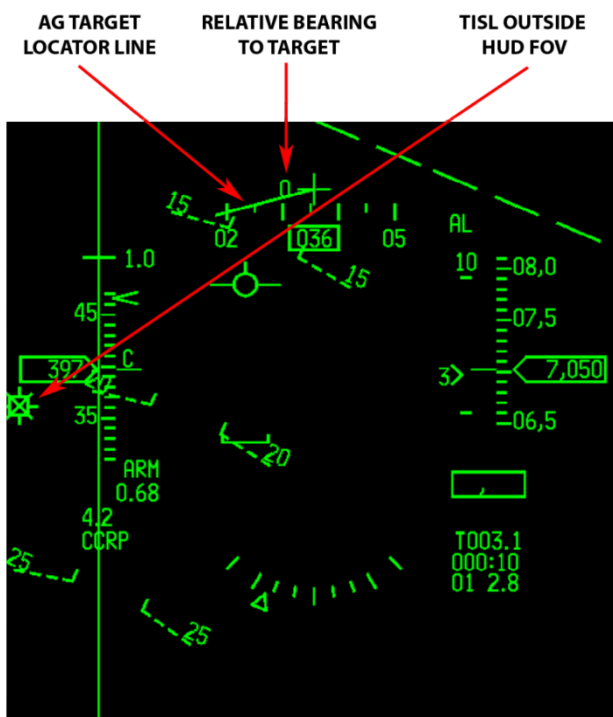 AG TARGET
LOCATOR LINE
RELATIVE BEARING
TO TARGET
TISL OUTSIDE
HUD FOV
0
15
02
036
05
AL
15
10
08,0
1.0
45
07,5
C
397
3
7,050
20
35
06,5
20
ARM
0.68
,
4.2
CCRP
T003.1
000:10
01 2.8
25
25